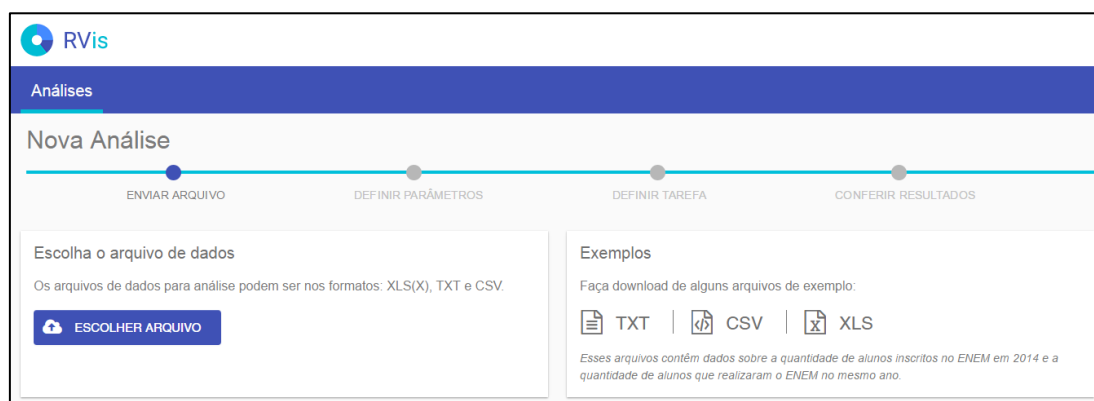 RVis
Análises
Nova Análise
ENVIAR ARQUIVO
DEFINIR PARÂMETROS
DEFINIR TAREFA
CONFERIR RESULTADOS
Escolha o arquivo de dados
Os arquivos de dados para análise podem ser nos formatos: XLS(X), TXT e CSV.
ESCOLHER ARQUIVO
Exemplos
Faça download de alguns arquivos de exemplo:
TXT
CSV
XLS
Esses arquivos contêm dados sobre a quantidade de alunos inscritos no ENEM em 2014 e a
quantidade de alunos que realizaram o ENEM no mesmo ano.